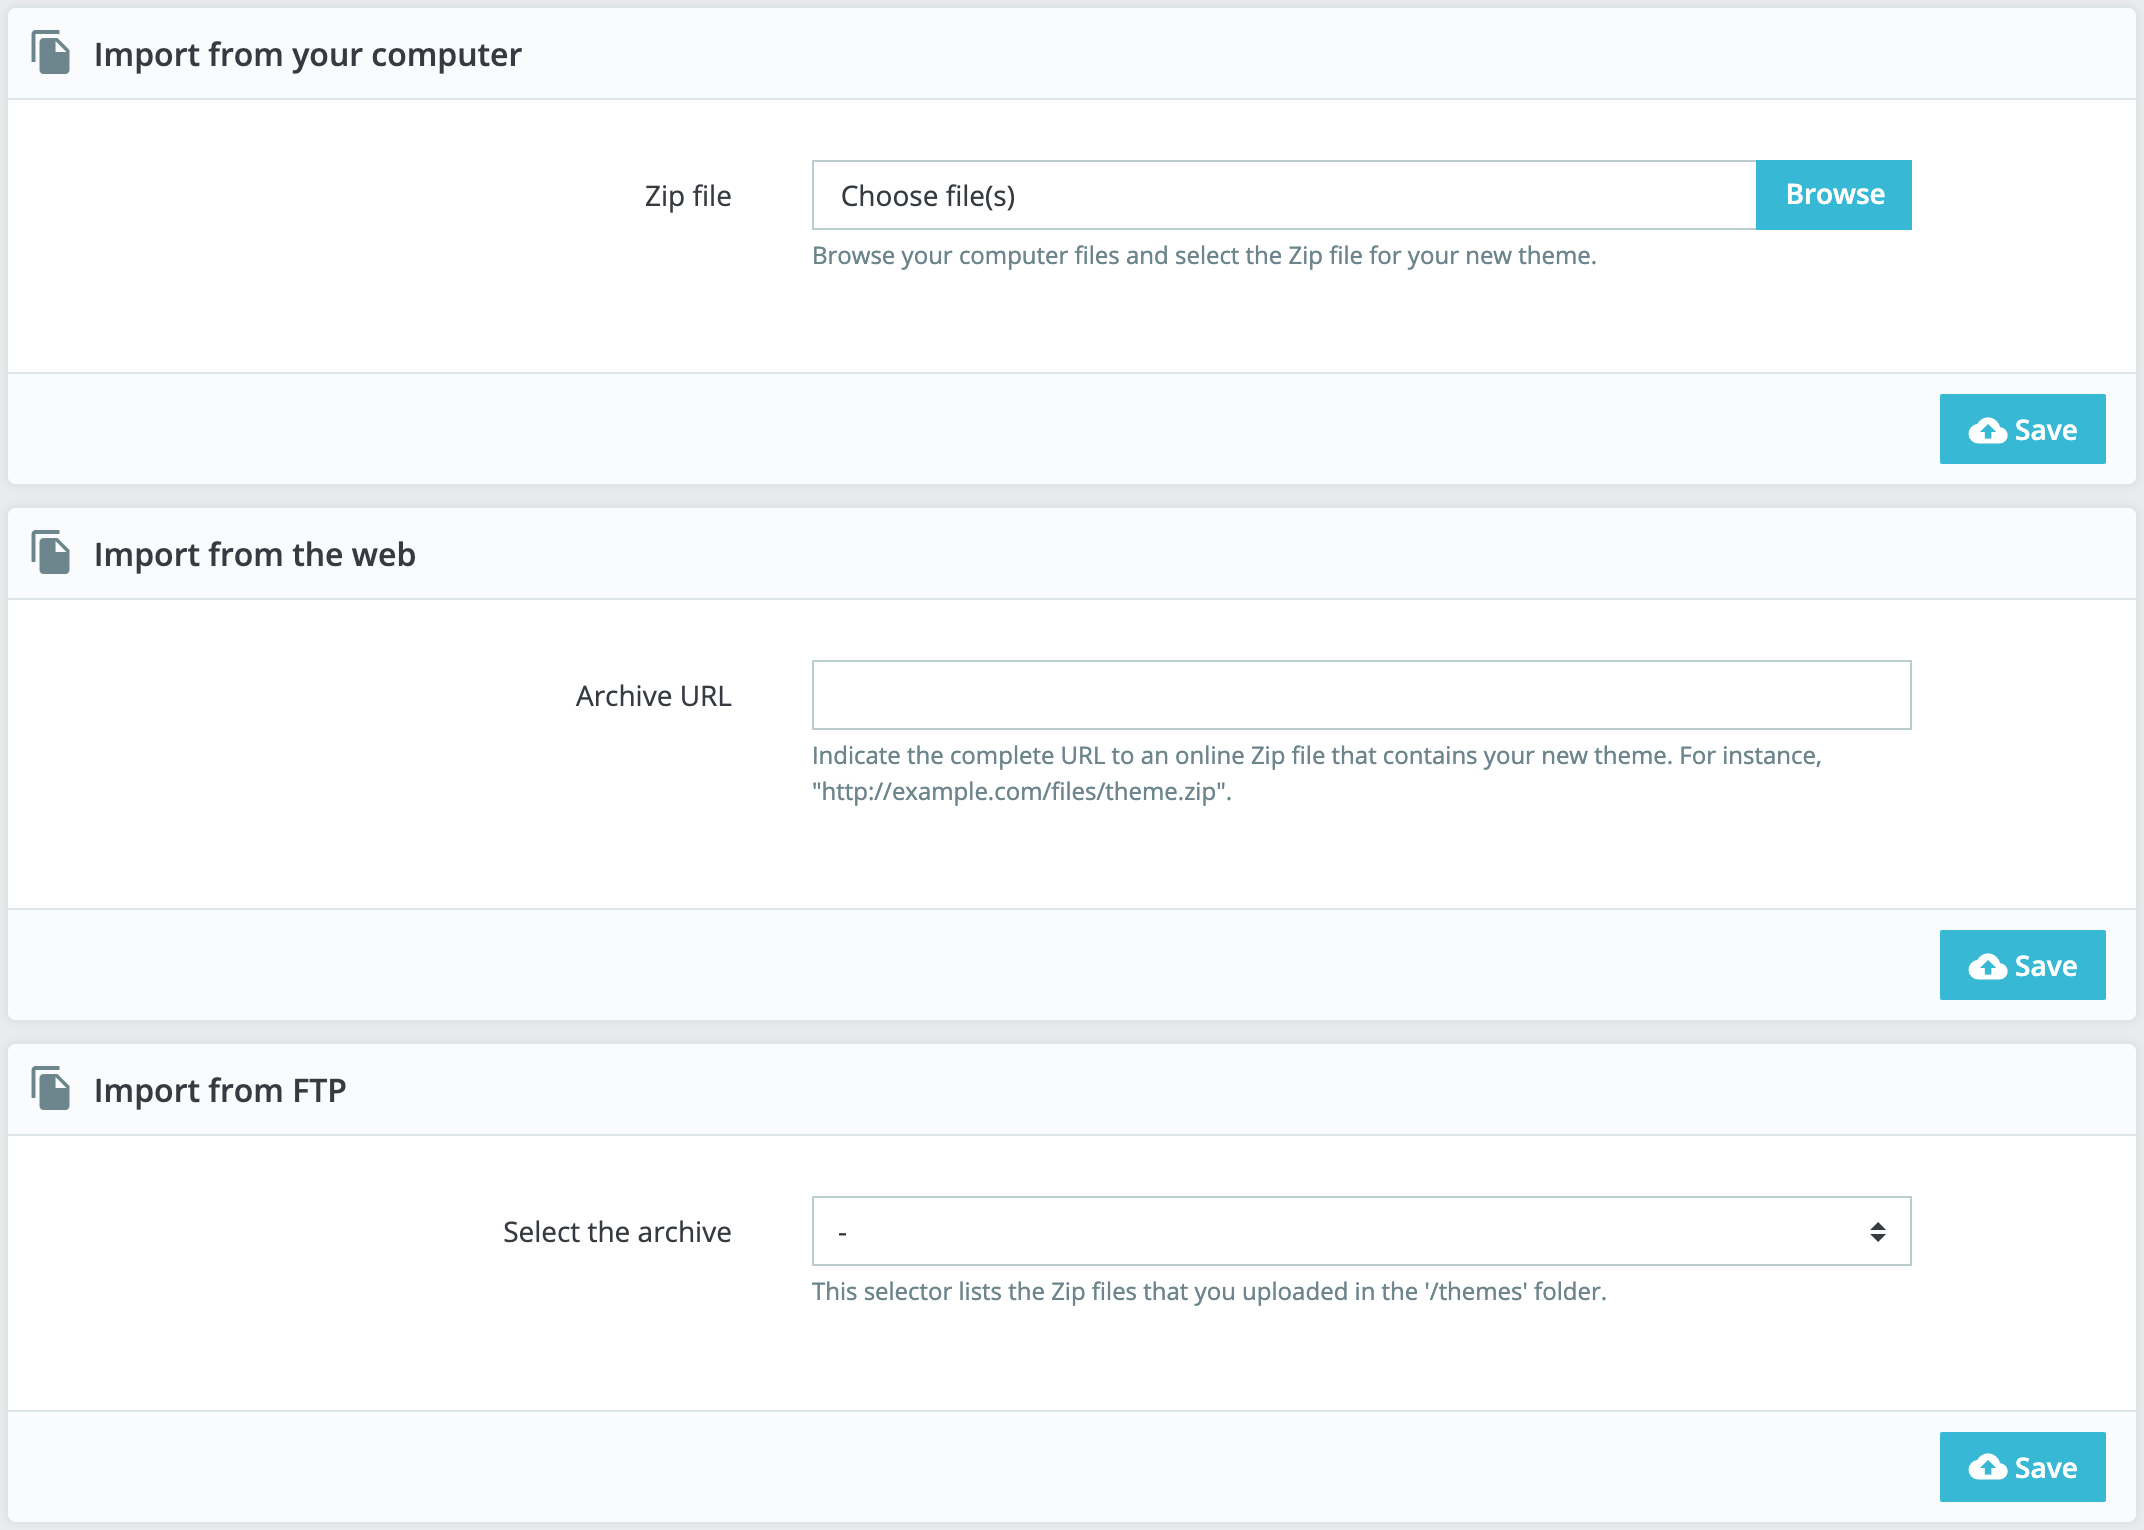 Import from your computer
Zip file
Choose file(s)
Browse
Browse your computer files and select the Zip file for your new theme.
Save
Import from the web
Archive URL
Indicate the complete URL to an online Zip file that contains your new theme. For instance,
"http://example.com/files/theme.zip".
Save
Import from FTP
Select the archive
-
This selector lists the Zip files that you uploaded in the '/themes' folder.
Save